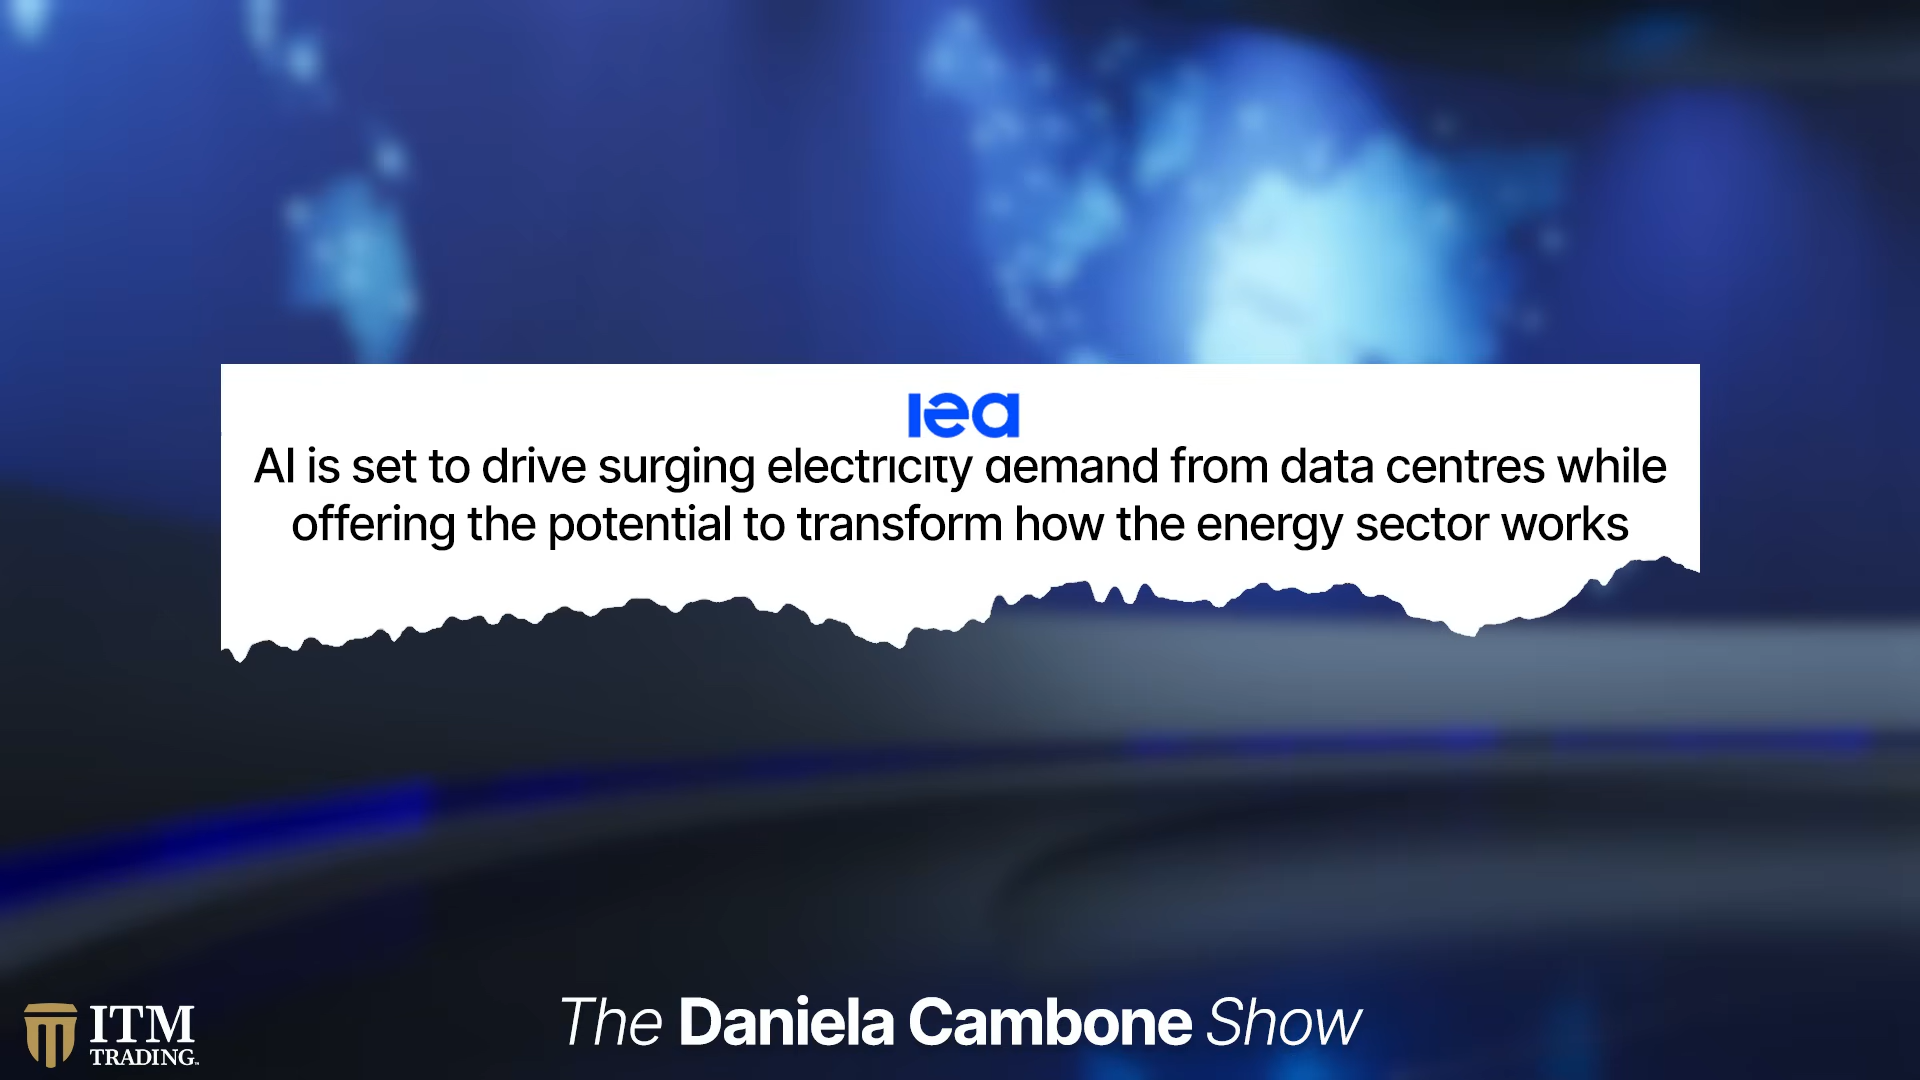 iea
AI is set to drive surging electricity demand from data centres while
offering the potential to transform how the energy sector works
ITM
TRADING
The Daniela Cambone Show